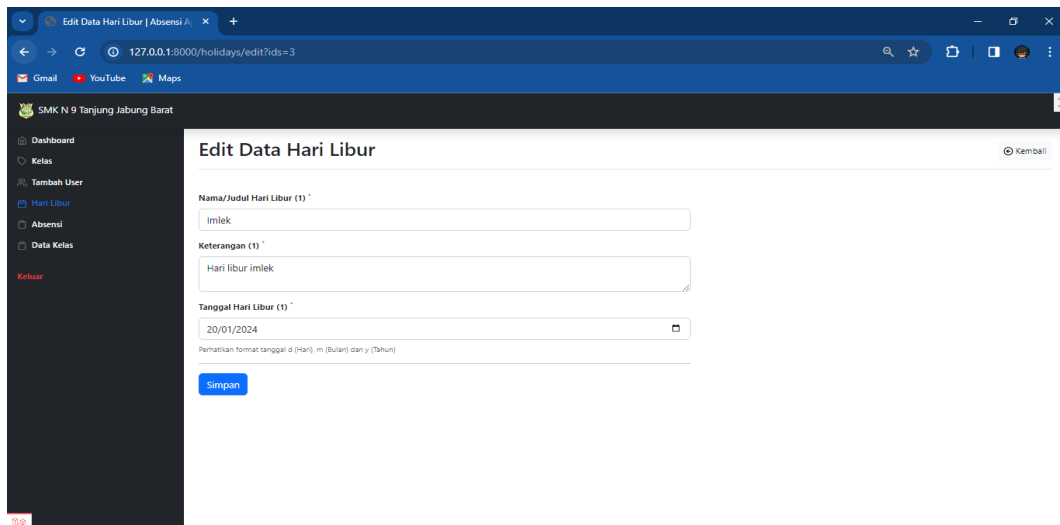 Edit Data Hari Libur | Absensi A
127.0.0.1:8000/holidays/edit?ids=3
Gmail YouTube Maps
SMK N 9 Tanjung Jabung Barat
Dashboard
Kelas
Tambah User
Hari Libur
Absensi
Data Kelas
Keluar
Edit Data Hari Libur
Kembali
Nama/Judul Hari Libur (1) *
Imlek
Keterangan (1) *
Hari libur imlek
Tanggal Hari Libur (1) *
20/01/2024
Perhatikan format tanggal d (Hari), m (Bulan) dan y (Tahun)
Simpan